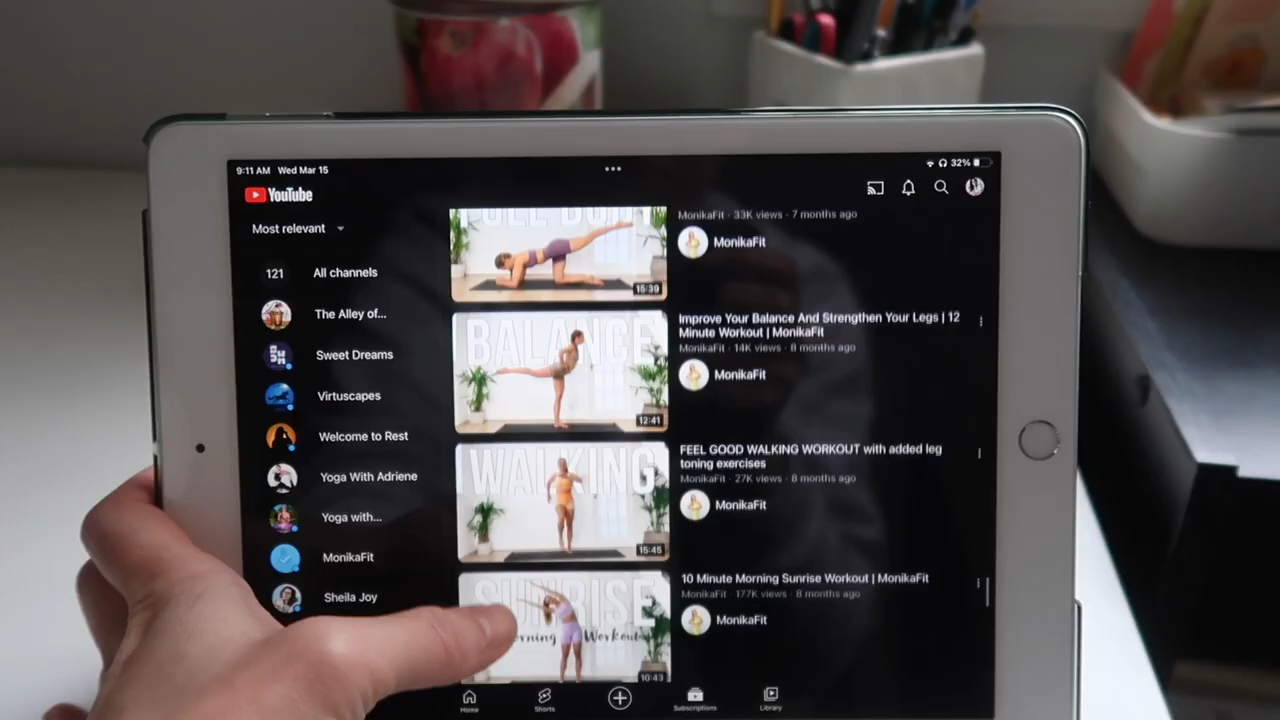 9:11 AM Wed Mar 15
32%
YouTube
Most relevant
121 All channels
The Alley of...
Sweet Dreams
Virtuscapes
Welcome to Rest
Yoga With Adriene
Yoga with...
MonikaFit
Sheila Joy
FULL BODY
15:39
MonikaFit · 33K views · 7 months ago
MonikaFit
BALANCE
12:41
Improve Your Balance And Strengthen Your Legs | 12
Minute Workout | MonikaFit
MonikaFit · 14K views · 8 months ago
MonikaFit
WALKING
15:45
FEEL GOOD WALKING WORKOUT with added leg
toning exercises
MonikaFit · 27K views · 8 months ago
MonikaFit
SUNRISE
Workout
10:43
10 Minute Morning Sunrise Workout | MonikaFit
MonikaFit · 177K views · 8 months ago
MonikaFit
Home
Shorts
Subscriptions
Library